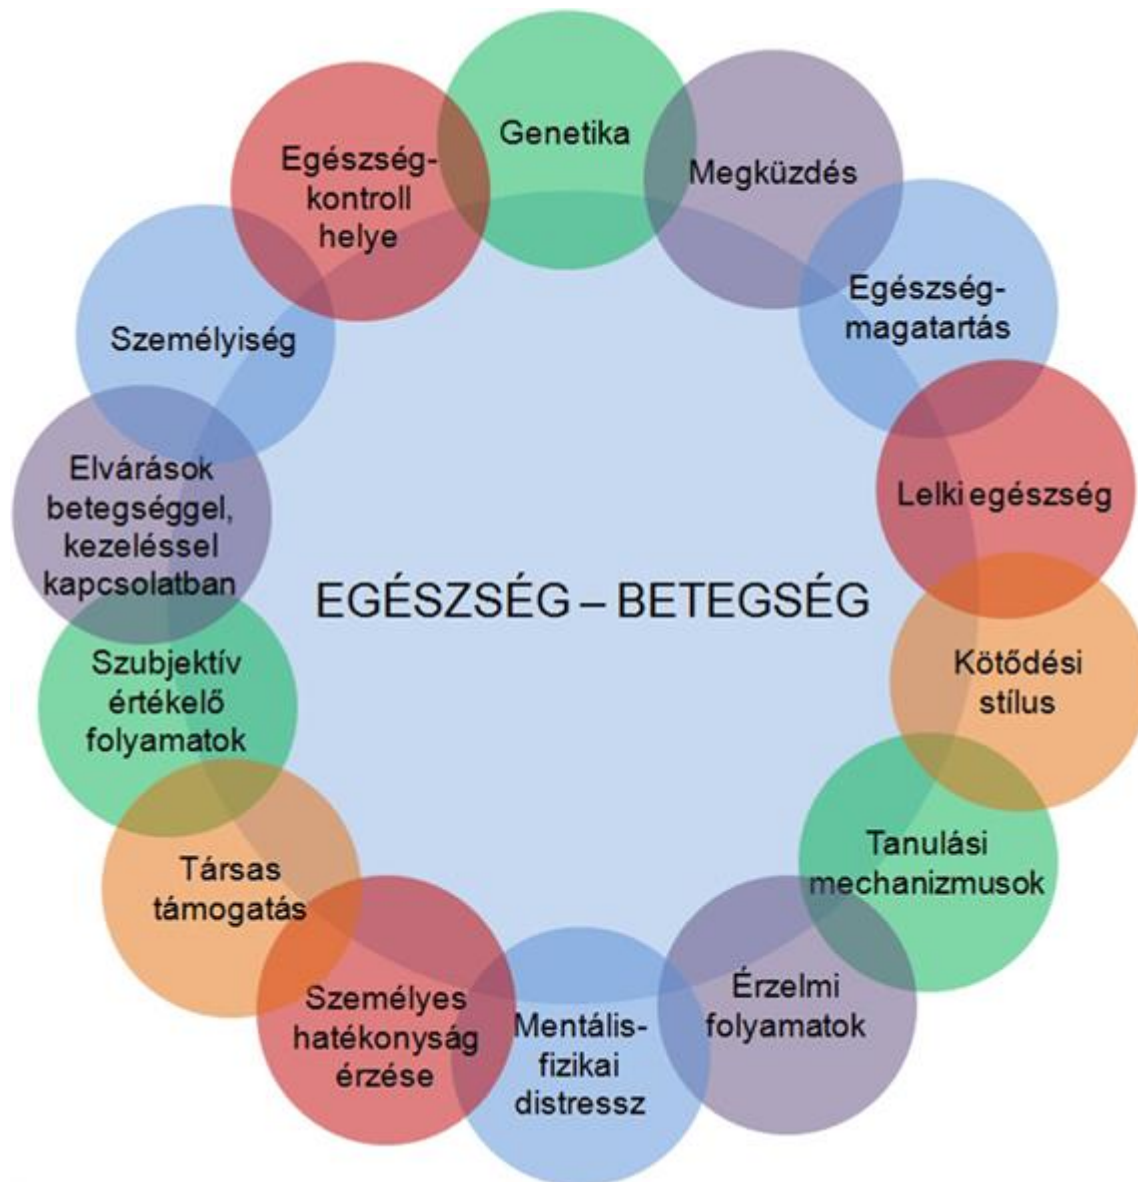 Genetika
Megküzdés
Egészség-
magatartás
Lelki egészség
Kötődési
stílus
Tanulási
mechanizmusok
Érzelmi
folyamatok
Mentális-
fizikai
distressz
Személyes
hatékonyság
érzése
Társas
támogatás
Szubjektív
értékelő
folyamatok
Elvárások
betegséggel,
kezeléssel
kapcsolatban
Személyiség
Egészség-
kontroll
helye
EGÉSZSÉG – BETEGSÉG